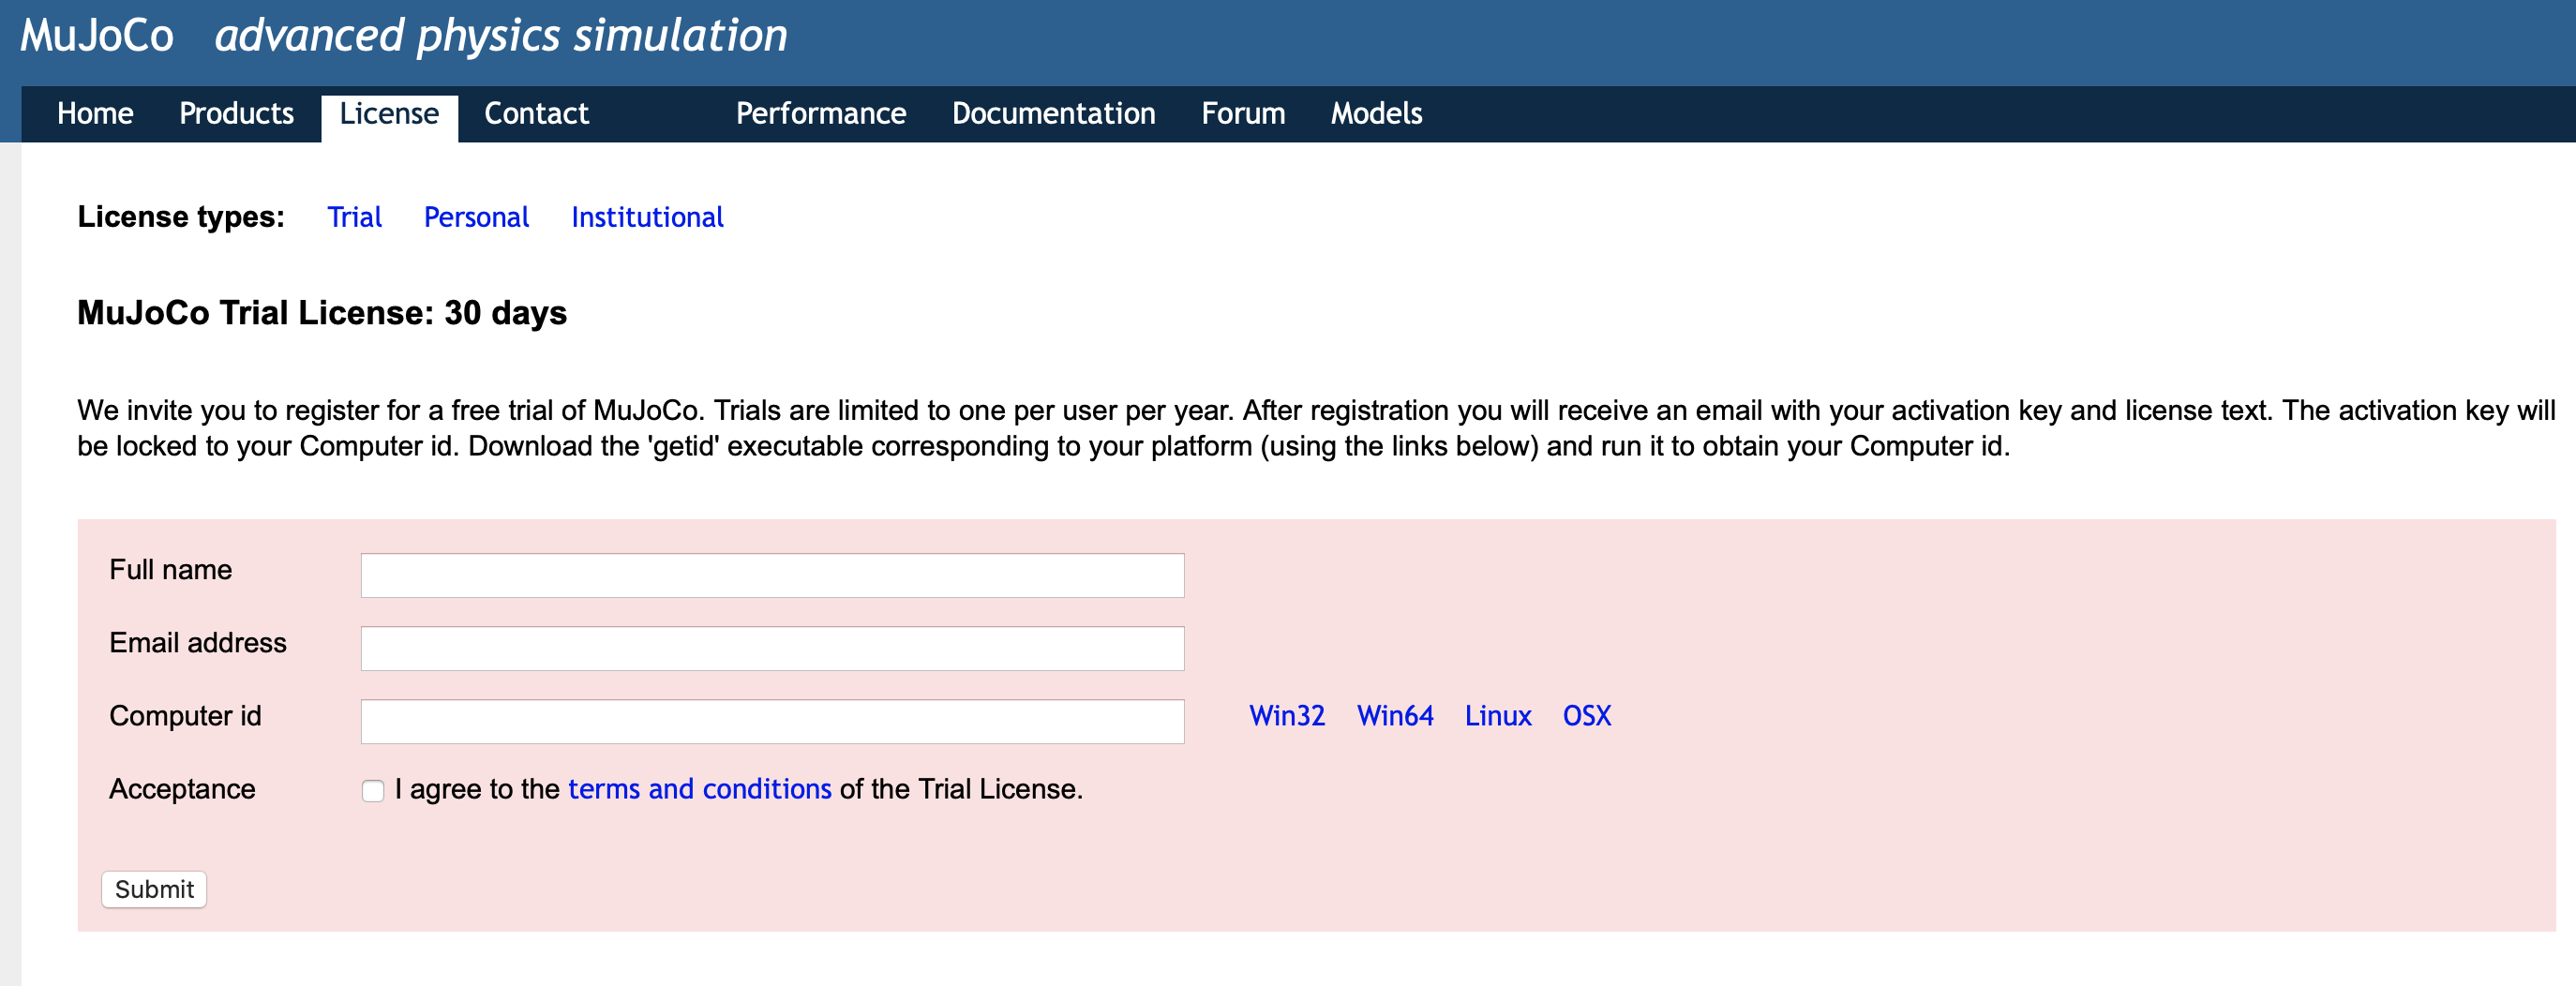 MuJoCo advanced physics simulation
Home Products License Contact Performance Documentation Forum Models
License types: Trial Personal Institutional
MuJoCo Trial License: 30 days
We invite you to register for a free trial of MuJoCo. Trials are limited to one per user per year. After registration you will receive an email with your activation key and license text. The activation key will
be locked to your Computer id. Download the 'getid' executable corresponding to your platform (using the links below) and run it to obtain your Computer id.
Full name
Email address
Computer id Win32 Win64 Linux OSX
Acceptance I agree to the terms and conditions of the Trial License.
Submit